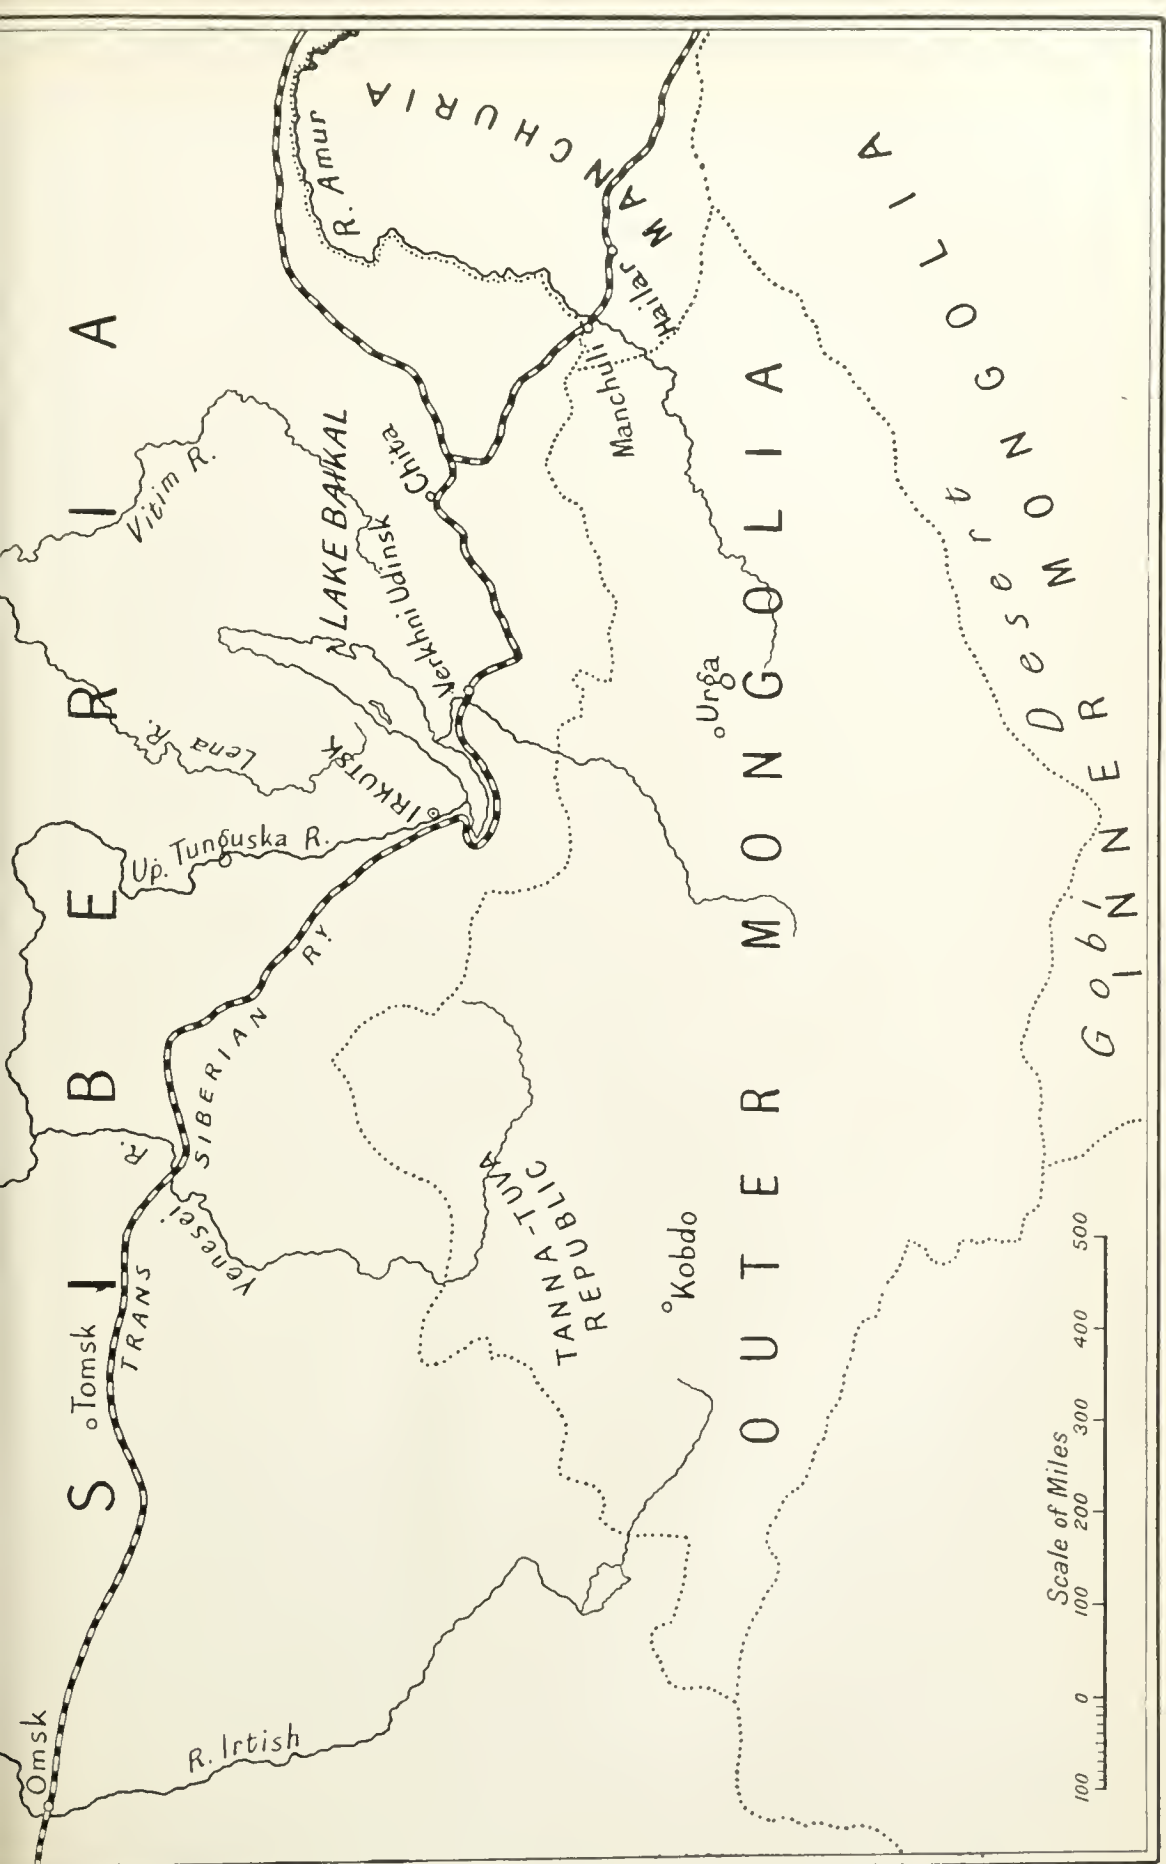 SIBERIA
Omsk
Tomsk
TRANS SIBERIAN RY.
Yenesei R.
R. Irtish
Up. Tunguska R.
Lena R.
Vitim R.
IRKUTSK
LAKE BAIKAL
Verkhni Udinsk
Chita
R. Amur
MANCHURIA
Manchuli
Hailar
TANNA-TUVA
REPUBLIC
Kobdo
Urga
OUTER MONGOLIA
Gobi Desert
INNER MONGOLIA
Scale of Miles
100 0 100 200 300 400 500